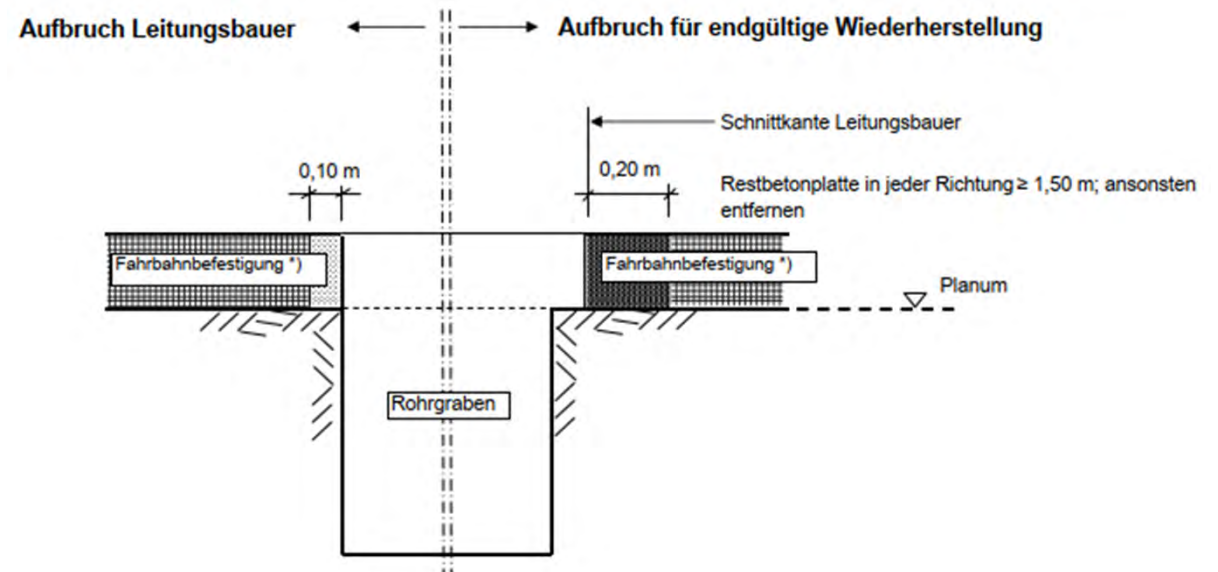 Aufbruch Leitungsbauer
Aufbruch für endgültige Wiederherstellung
Schnittkante Leitungsbauer
0,10 m
0,20 m
Restbetonplatte in jeder Richtung ≥ 1,50 m; ansonsten
entfernen
Fahrbahnbefestigung *)
Fahrbahnbefestigung *)
Planum
Rohrgraben